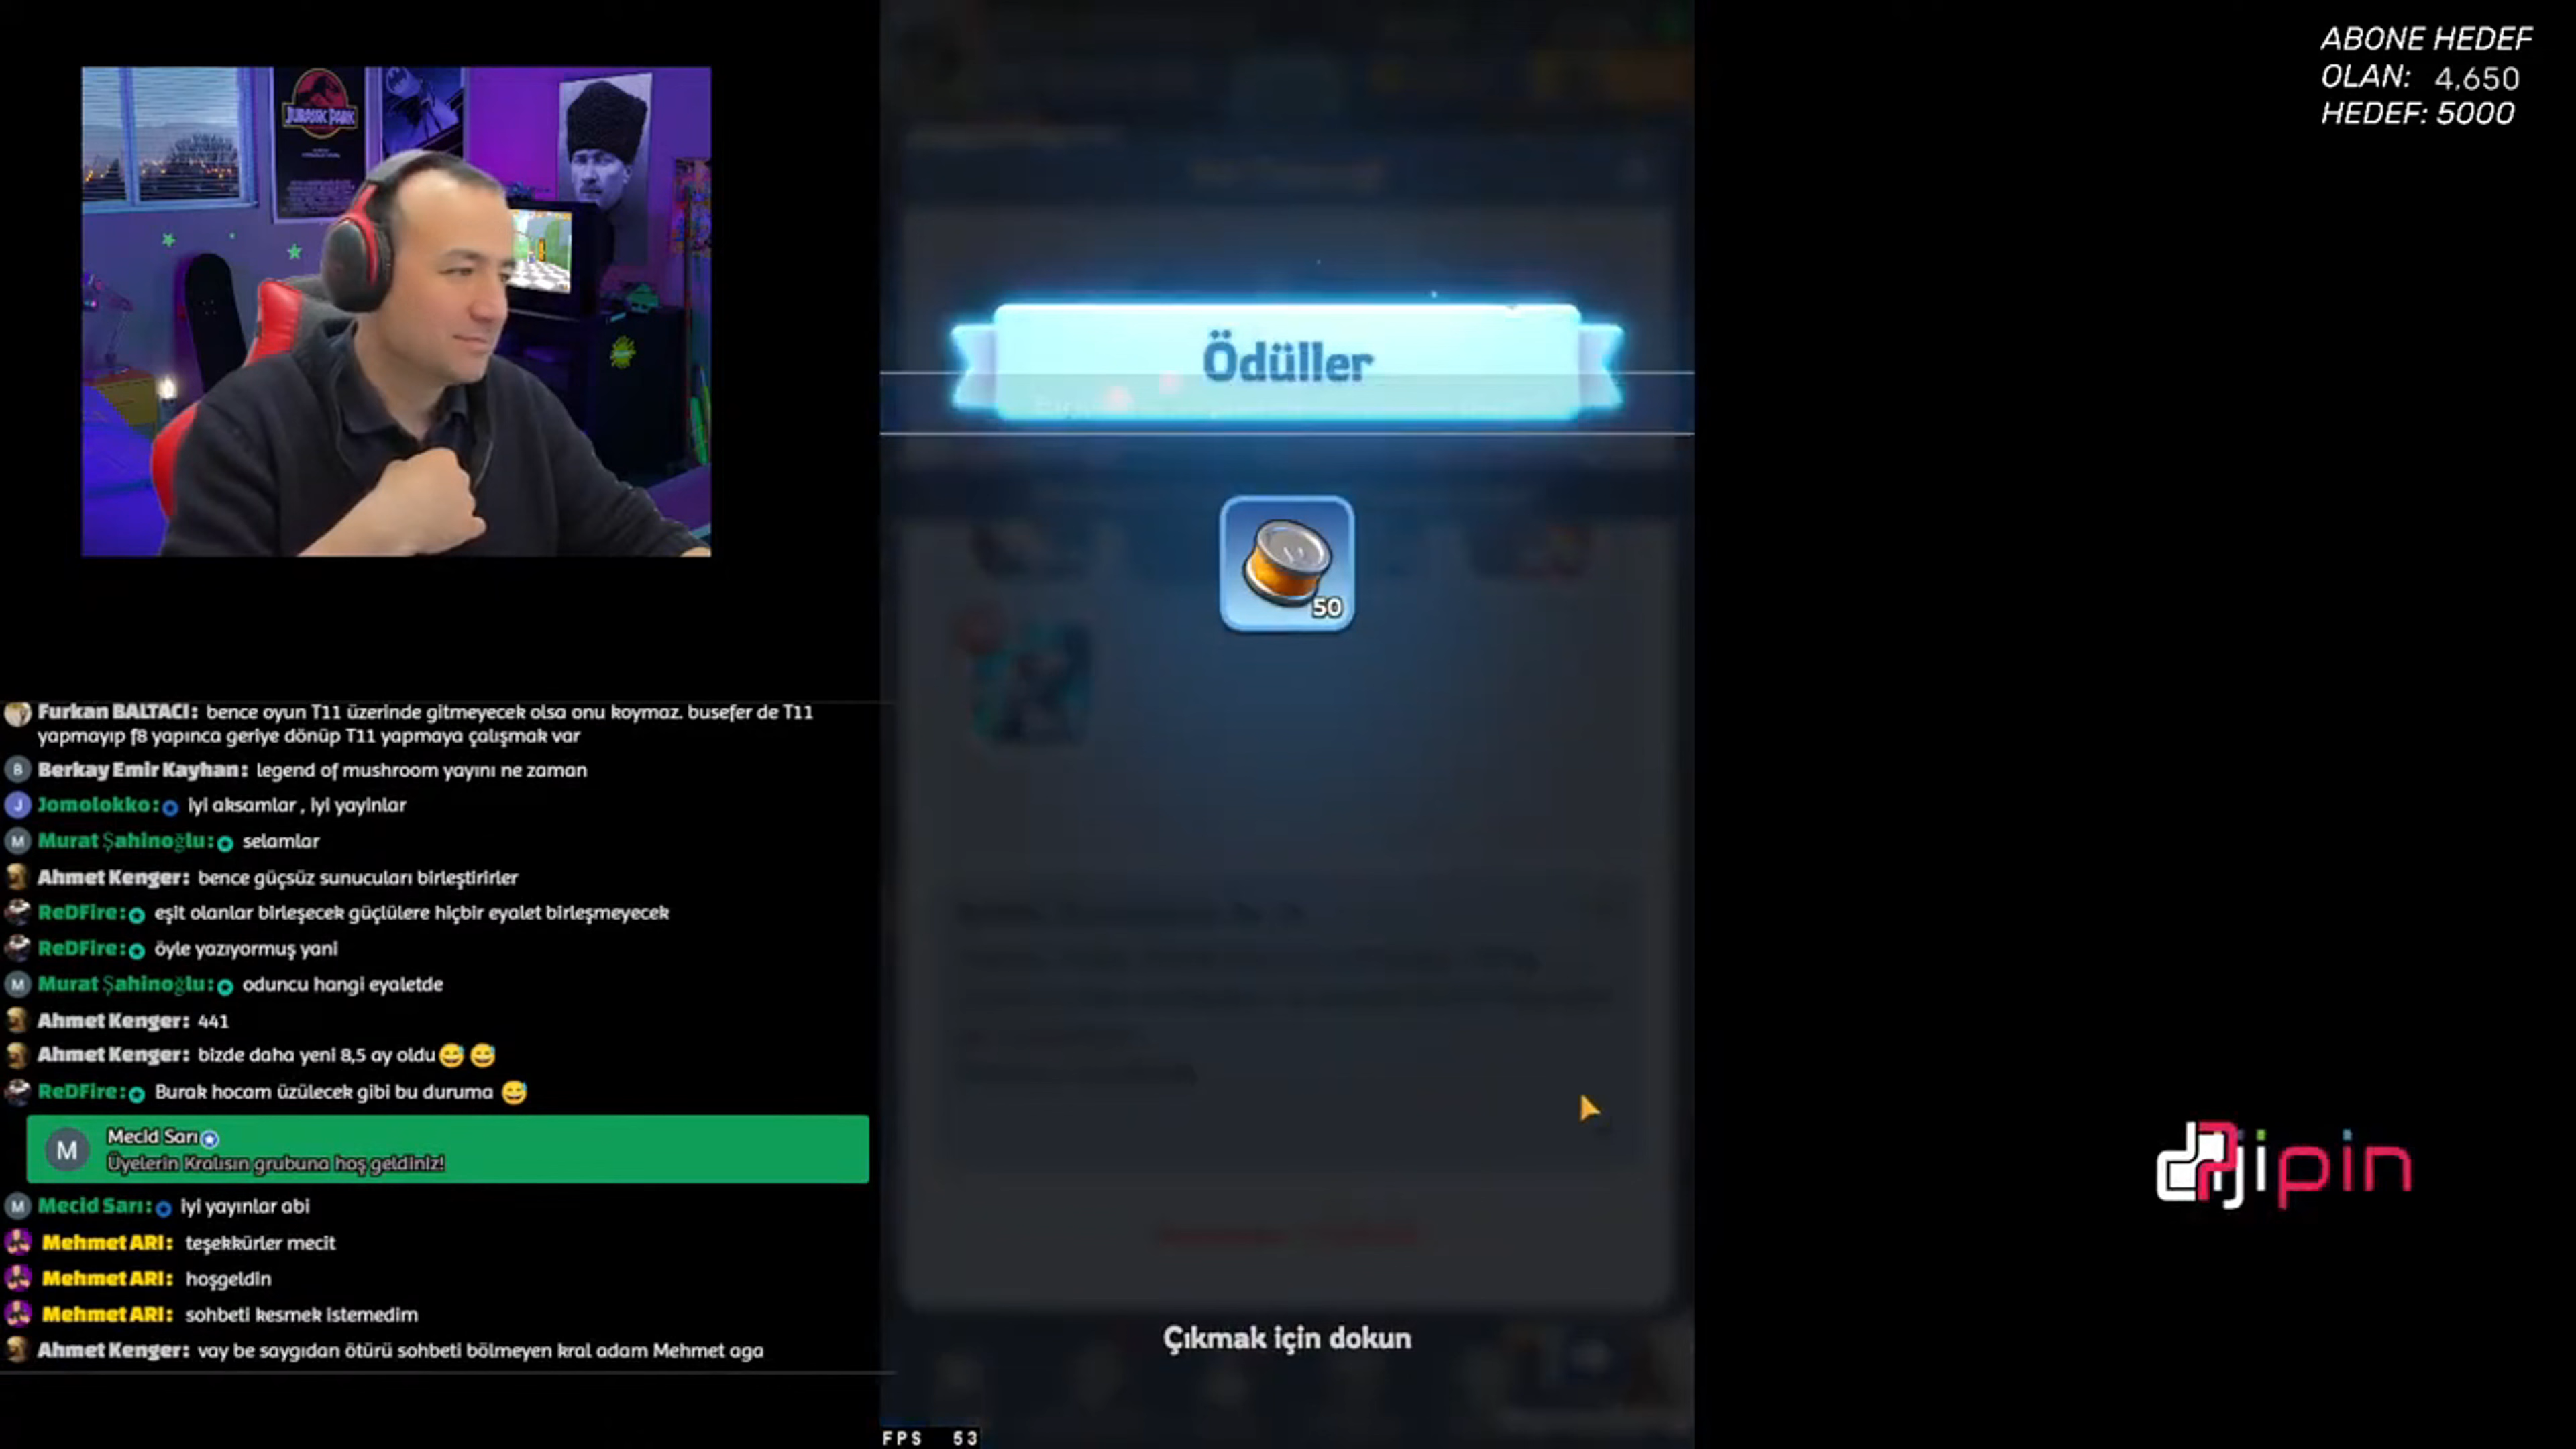 ABONE HEDEF
OLAN: 4,650
HEDEF: 5000
JURASSIC PARK
Ödüller
50
Furkan BALTACI: bence oyun T11 üzerinde gitmeyecek olsa onu koymaz. busefer de T11
yapmayıp f8 yapınca geriye dönüp T11 yapmaya çalışmak var
B Berkay Emir Kayhan: legend of mushroom yayını ne zaman
J Jomolokko: iyi aksamlar , iyi yayinlar
M Murat Şahinoğlu: selamlar
Ahmet Kenger: bence güçsüz sunucuları birleştirirler
ReDFire: eşit olanlar birleşecek güçlülere hiçbir eyalet birleşmeyecek
ReDFire: öyle yazıyormuş yani
M Murat Şahinoğlu: oduncu hangi eyaletde
Ahmet Kenger: 441
Ahmet Kenger: bizde daha yeni 8,5 ay oldu😅 😅
ReDFire: Burak hocam üzülecek gibi bu duruma 😅
M Mecid Sarı
Üyelerin Kralısın grubuna hoş geldiniz!
M Mecid Sarı: iyi yayınlar abi
Mehmet ARI: teşekkürler mecit
Mehmet ARI: hoşgeldin
Mehmet ARI: sohbeti kesmek istemedim
Ahmet Kenger: vay be saygıdan ötürü sohbeti bölmeyen kral adam Mehmet aga
Çıkmak için dokun
FPS 53
jipin